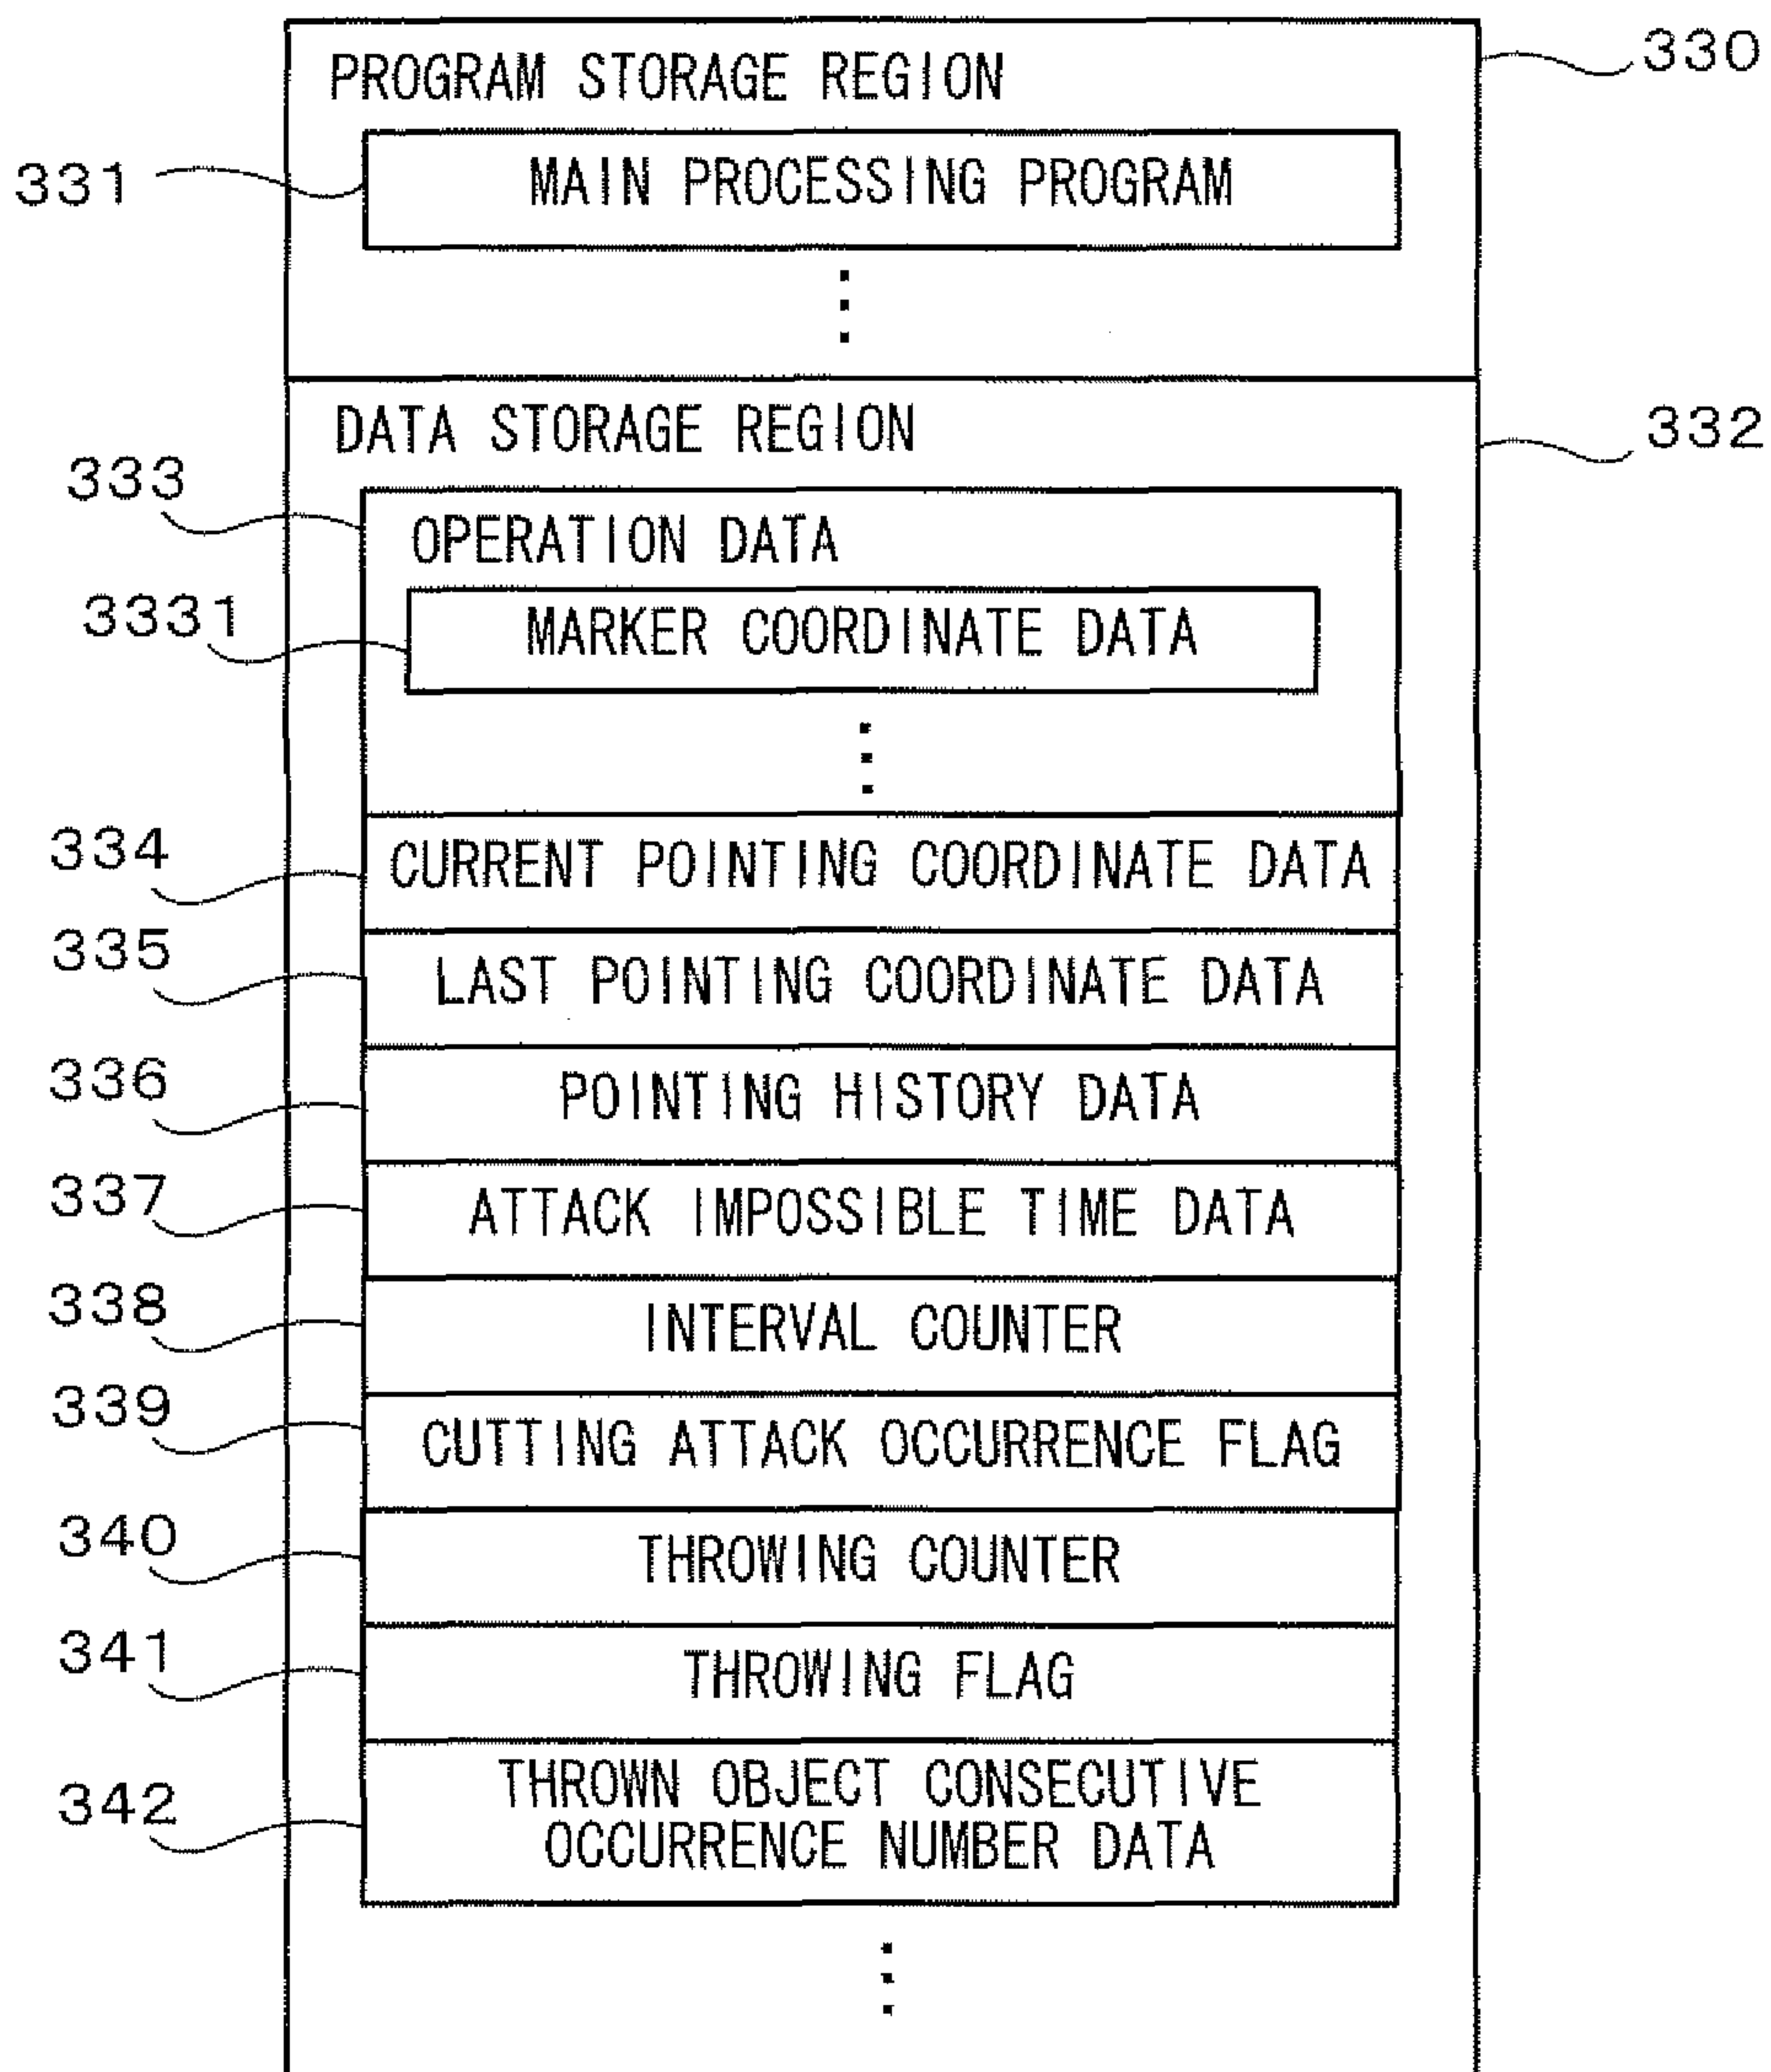 PROGRAM STORAGE REGION
330
331
MAIN PROCESSING PROGRAM
DATA STORAGE REGION
332
333
OPERATION DATA
3331
MARKER COORDINATE DATA
334
CURRENT POINTING COORDINATE DATA
335
LAST POINTING COORDINATE DATA
336
POINTING HISTORY DATA
337
ATTACK IMPOSSIBLE TIME DATA
338
INTERVAL COUNTER
339
CUTTING ATTACK OCCURRENCE FLAG
340
THROWING COUNTER
341
THROWING FLAG
342
THROWN OBJECT CONSECUTIVE
OCCURRENCE NUMBER DATA